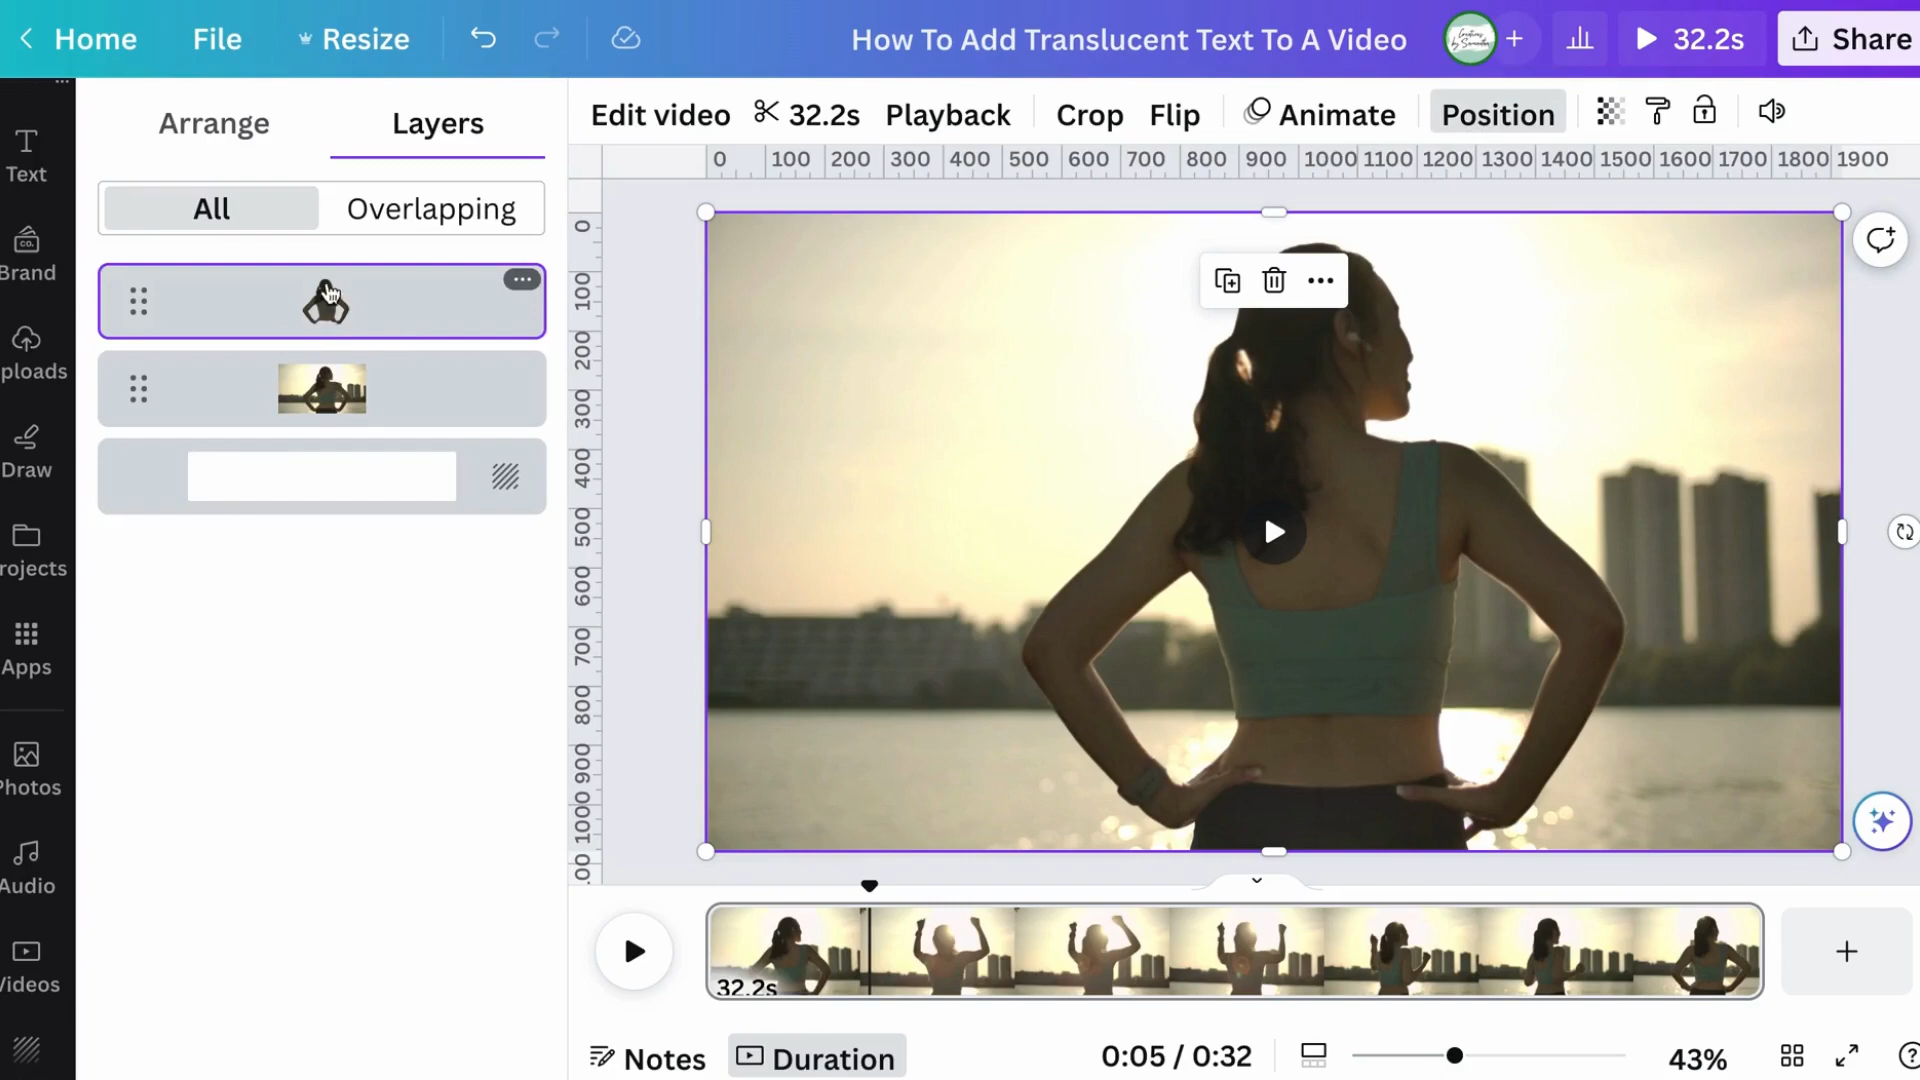 Home File Resize How To Add Translucent Text To A Video 32.2s Share
Arrange Layers
All Overlapping
Edit video 32.2s Playback Crop Flip Animate Position
0 100 200 300 400 500 600 700 800 900 1000 1100 1200 1300 1400 1500 1600 1700 1800 1900
0
100
200
300
400
500
600
700
800
900
1000
00
Text
CO.
Brand
ploads
Draw
rojects
Apps
Photos
Audio
Videos
32.2s
Notes Duration 0:05 / 0:32 43%